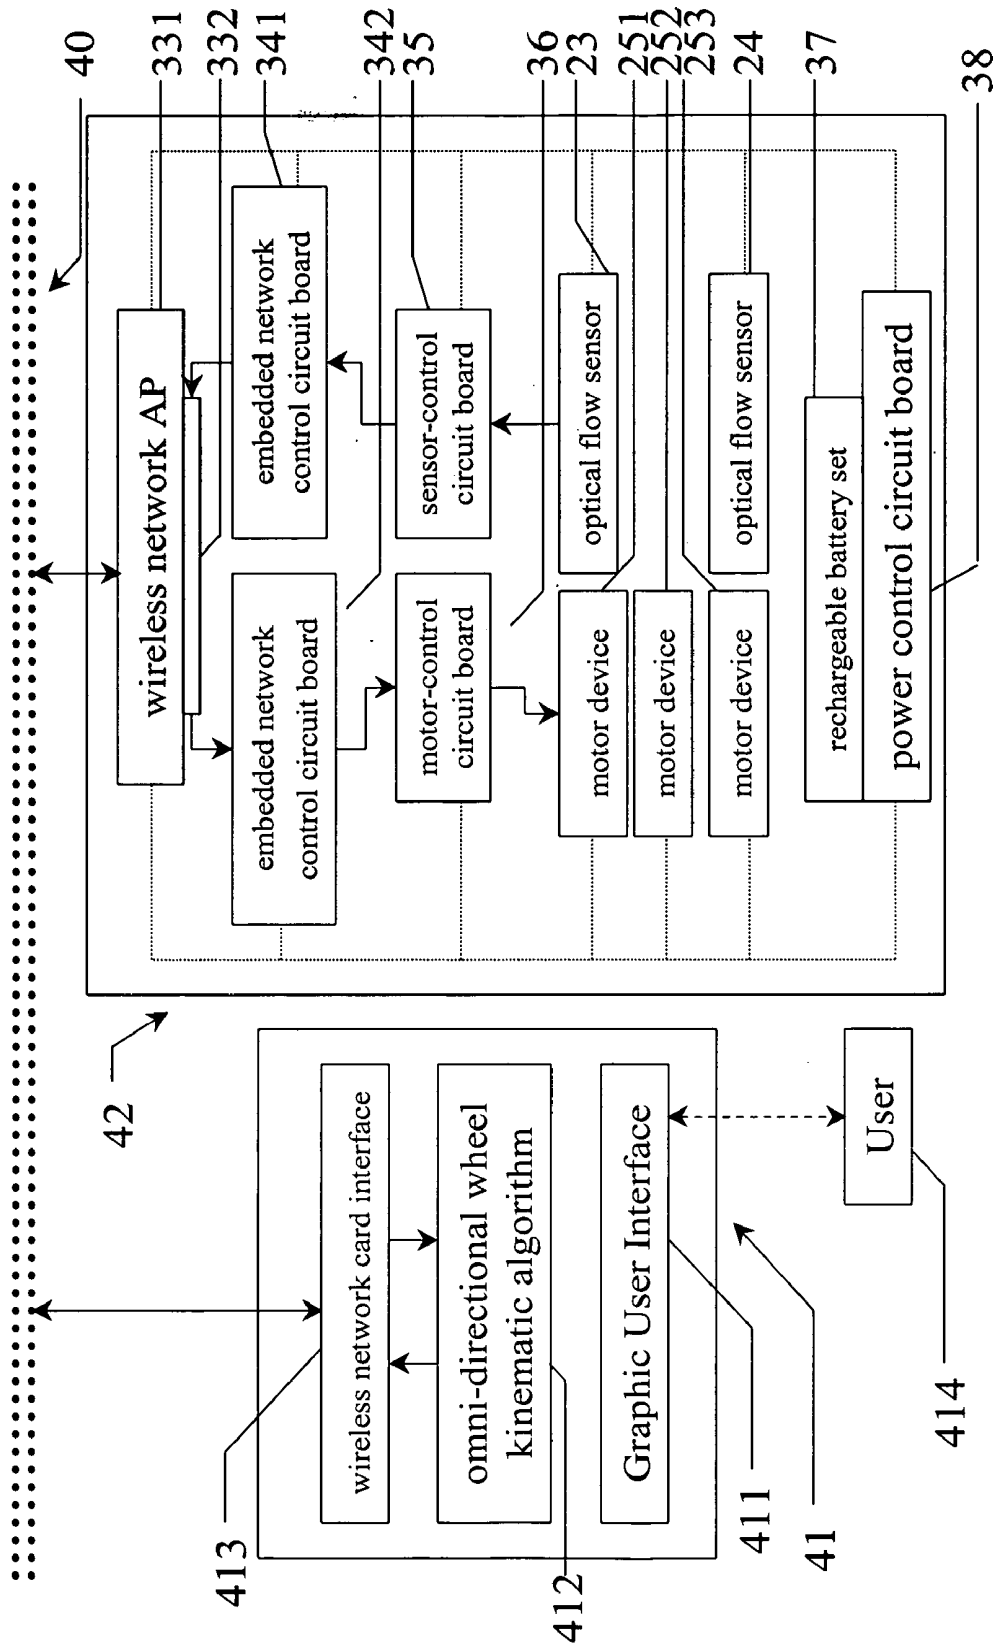 40
331
332
341
342
35
36
23
251
252
253
24
37
38
wireless network AP
embedded network
control circuit board
embedded network
control circuit board
sensor-control
circuit board
motor-control
circuit board
optical flow sensor
motor device
motor device
optical flow sensor
motor device
rechargeable battery set
power control circuit board
42
413
wireless network card interface
omni-directional wheel
kinematic algorithm
412
Graphic User Interface
411
41
User
414